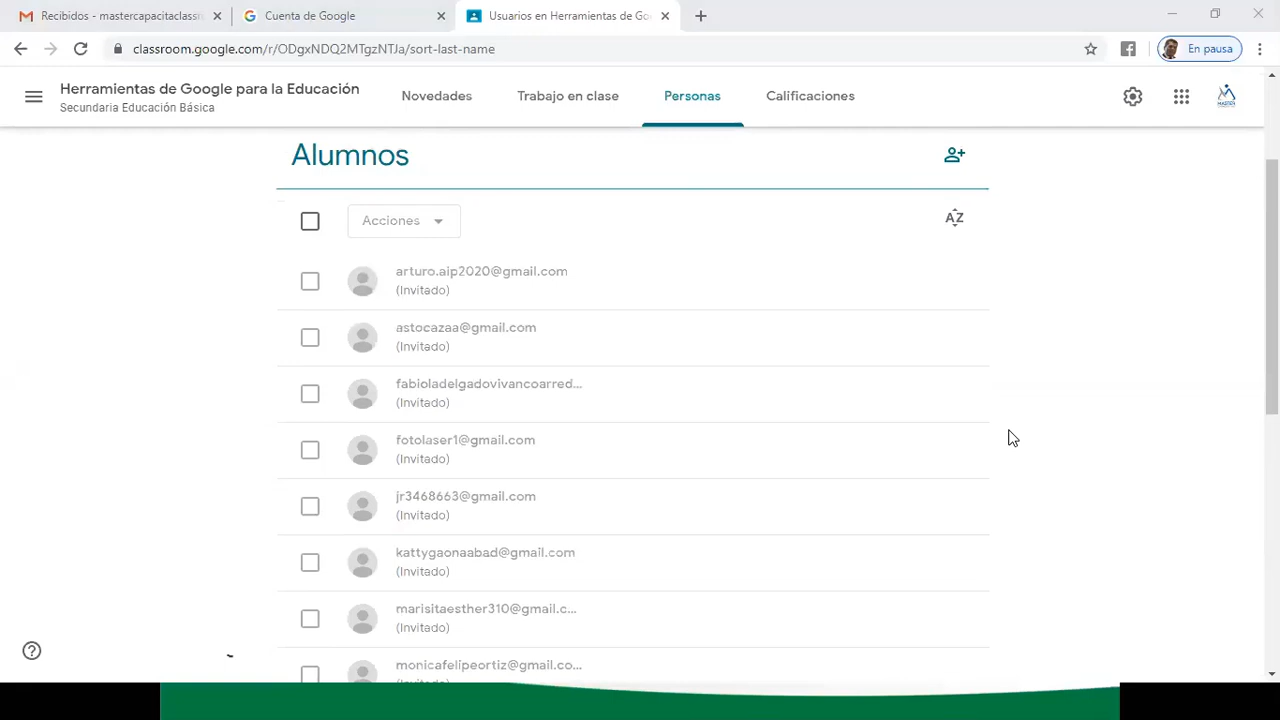 Recibidos - mastercapacitaclassr
Cuenta de Google
Usuarios en Herramientas de Go
classroom.google.com/r/ODgxNDQ2MTgzNTJa/sort-last-name
En pausa
Herramientas de Google para la Educación
Secundaria Educación Básica
Novedades
Trabajo en clase
Personas
Calificaciones
Alumnos
Acciones
AZ
arturo.aip2020@gmail.com
(Invitado)
astocazaa@gmail.com
(Invitado)
fabioladelgadovivancoarred...
(Invitado)
fotolaser1@gmail.com
(Invitado)
jr3468663@gmail.com
(Invitado)
kattygaonaabad@gmail.com
(Invitado)
marisitaesther310@gmail.c...
(Invitado)
monicafelipeortiz@gmail.co...